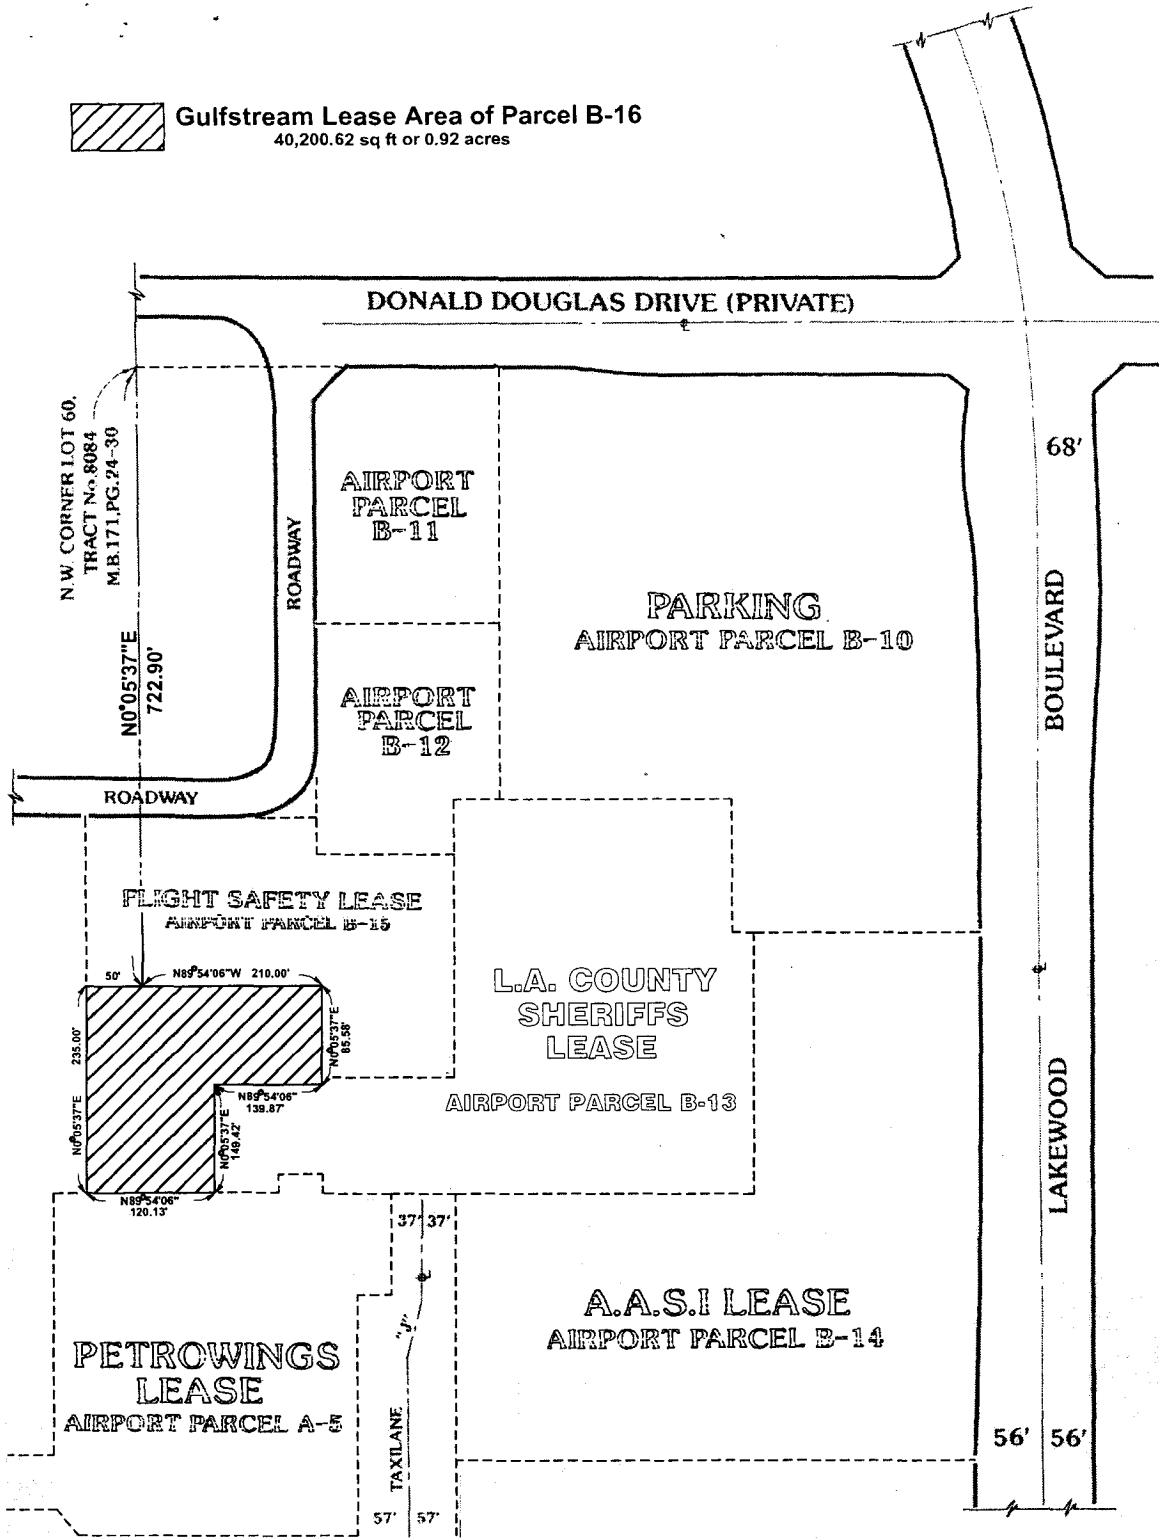 Gulfstream Lease Area of Parcel B-16
40,200.62 sq ft or 0.92 acres
DONALD DOUGLAS DRIVE (PRIVATE)
N.W. CORNER LOT 60,
TRACT No.8084
M.B.171,PG.24-30
68'
AIRPORT
PARCEL
B-11
ROADWAY
PARKING
AIRPORT PARCEL B-10
BOULEVARD
N0°05'37"E
722.90'
AIRPORT
PARCEL
B-12
ROADWAY
FLIGHT SAFETY LEASE
AIRPORT PARCEL B-15
50'
N89°54'06"W 210.00'
L.A. COUNTY
SHERIFFS
LEASE
AIRPORT PARCEL B-13
235.00'
N0°05'37"E
N0°05'37"E
85.58'
N89°54'06"
139.87'
N0°05'37"E
149.42'
N89°54'06"
120.13'
LAKEWOOD
37' 37'
"J"
TAXILANE
57' 57'
A.A.S.I LEASE
AIRPORT PARCEL B-14
PETROWINGS
LEASE
AIRPORT PARCEL A-5
56' 56'